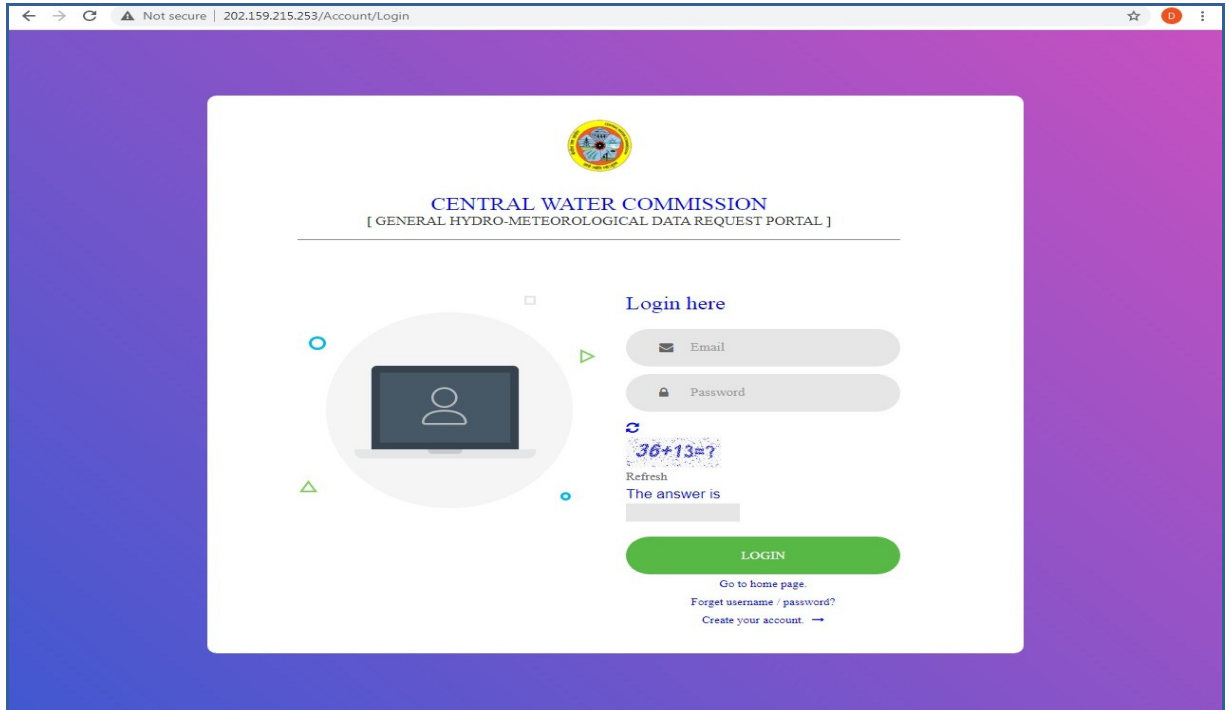 Not secure | 202.159.215.253/Account/Login
D
CENTRAL WATER COMMISSION
[ GENERAL HYDRO-METEOROLOGICAL DATA REQUEST PORTAL ]
Login here
Email
Password
36+13=?
Refresh
The answer is
LOGIN
Go to home page.
Forget username / password?
Create your account. →